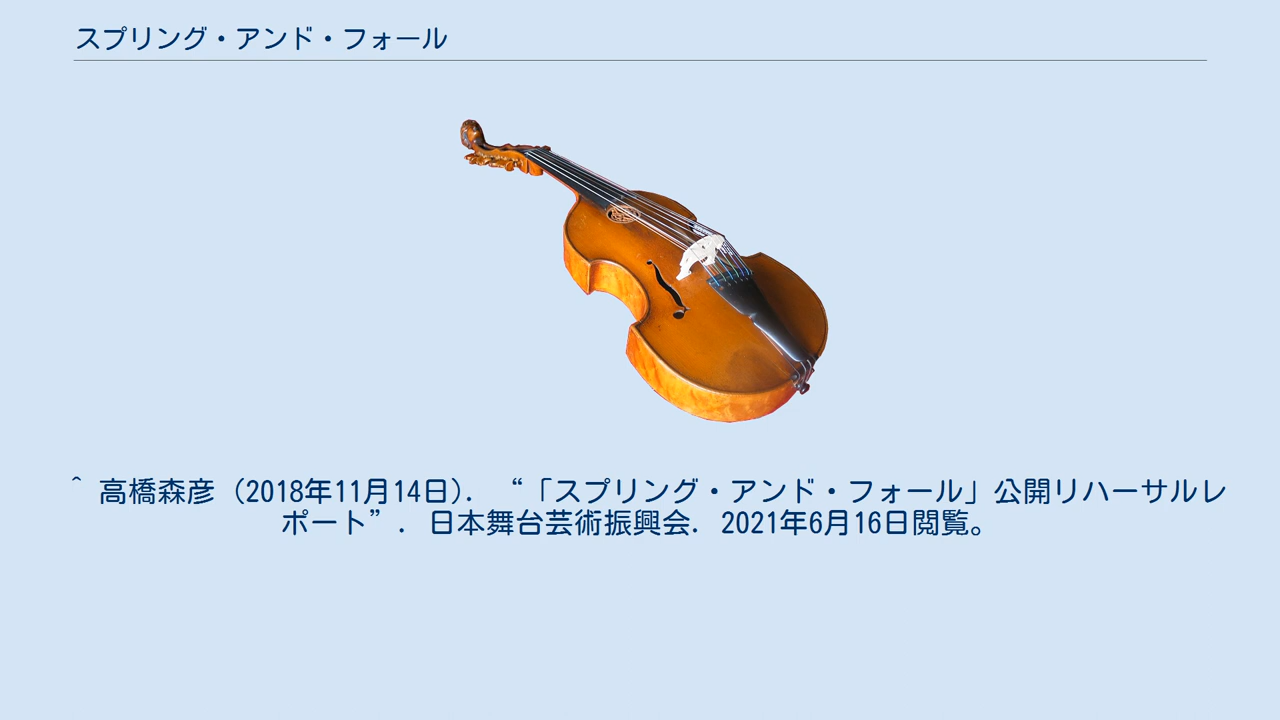 スプリング・アンド・フォール
^ 高橋森彦（2018年11月14日）. “「スプリング・アンド・フォール」公開リハーサルレ
ポート”. 日本舞台芸術振興会. 2021年6月16日閲覧。